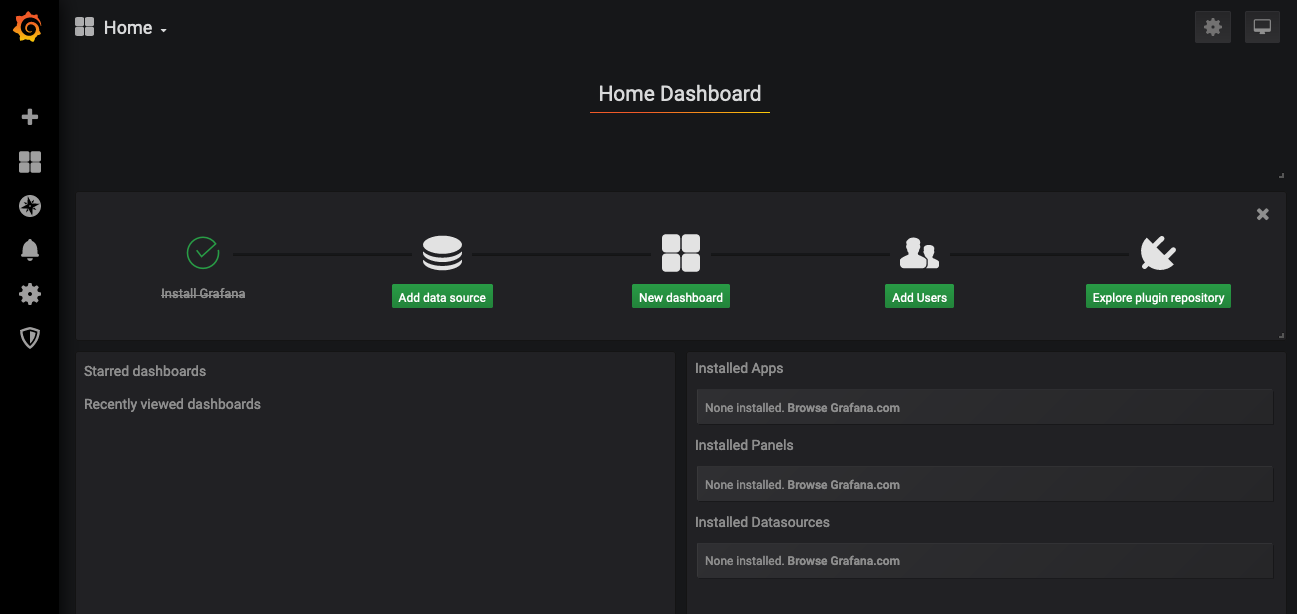 Home
Home Dashboard
Install Grafana
Add data source
New dashboard
Add Users
Explore plugin repository
Starred dashboards
Recently viewed dashboards
Installed Apps
None installed. Browse Grafana.com
Installed Panels
None installed. Browse Grafana.com
Installed Datasources
None installed. Browse Grafana.com